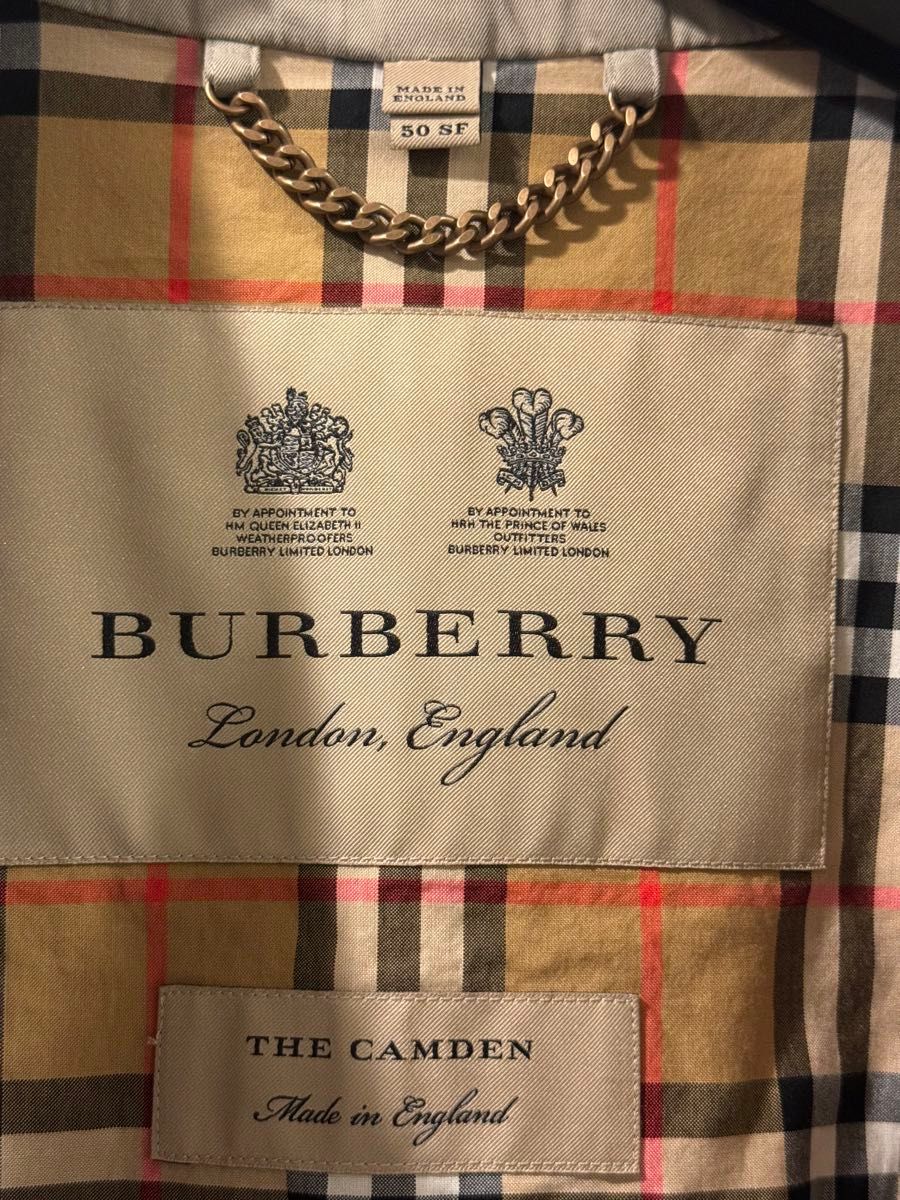 MADE IN
ENGLAND
50 SF
BY APPOINTMENT TO
HM QUEEN ELIZABETH II
WEATHERPROOFERS
BURBERRY LIMITED LONDON
BY APPOINTMENT TO
HRH THE PRINCE OF WALES
OUTFITTERS
BURBERRY LIMITED LONDON
BURBERRY
London, England
THE CAMDEN
Made in England